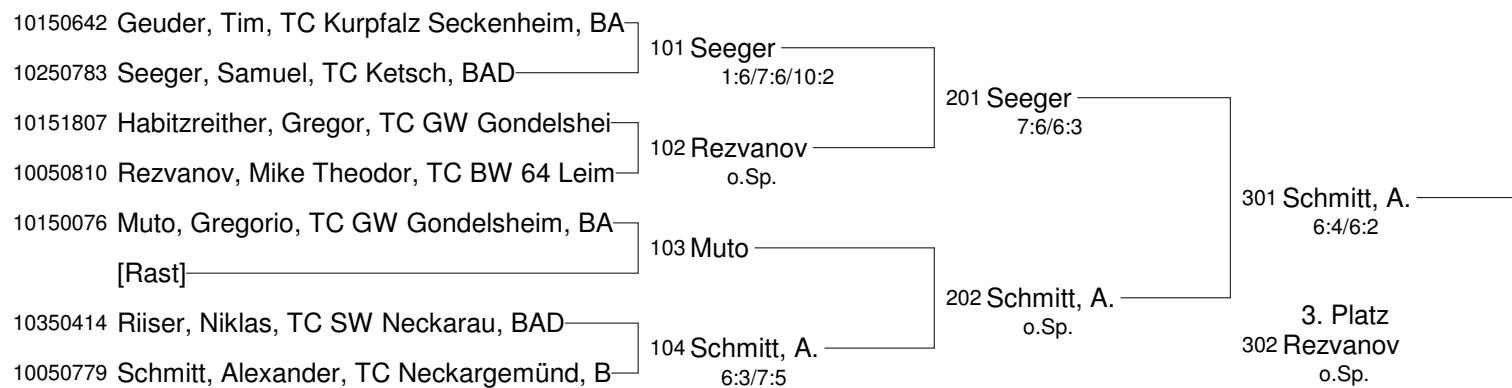 10150642 Geuder, Tim, TC Kurpfalz Seckenheim, BA
10250783 Seeger, Samuel, TC Ketsch, BAD
10151807 Habitzreither, Gregor, TC GW Gondelshei
10050810 Rezvanov, Mike Theodor, TC BW 64 Leim
10150076 Muto, Gregorio, TC GW Gondelsheim, BA
[Rast]
10350414 Riiser, Niklas, TC SW Neckarau, BAD
10050779 Schmitt, Alexander, TC Neckargemünd, B
101 Seeger
1:6/7:6/10:2
102 Rezvanov
o.Sp.
103 Muto
104 Schmitt, A.
6:3/7:5
201 Seeger
7:6/6:3
202 Schmitt, A.
o.Sp.
301 Schmitt, A.
6:4/6:2
3. Platz
302 Rezvanov
o.Sp.